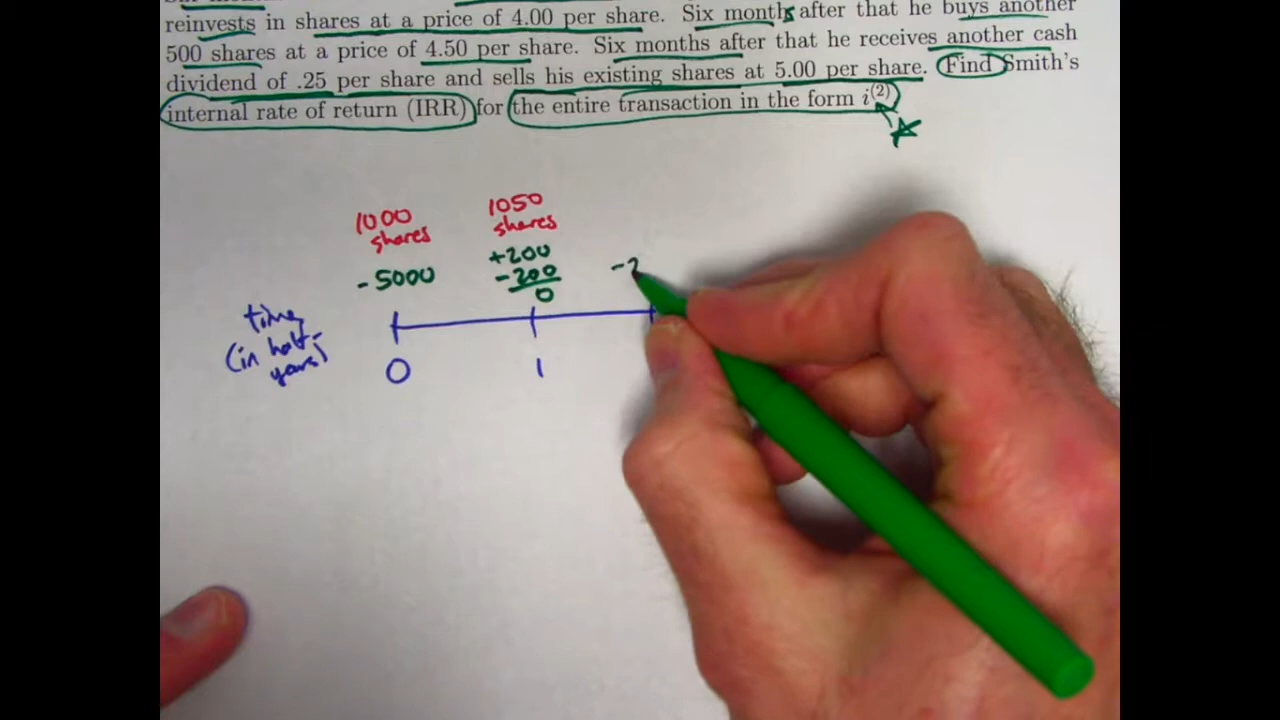 reinvests in shares at a price of 4.00 per share. Six months after that he buys another
500 shares at a price of 4.50 per share. Six months after that he receives another cash
dividend of .25 per share and sells his existing shares at 5.00 per share. Find Smith's
internal rate of return (IRR) for the entire transaction in the form i(2)
1000
shares
-5000
1050
shares
+200
-200
0
-2
time
(in half-
years)
0
1